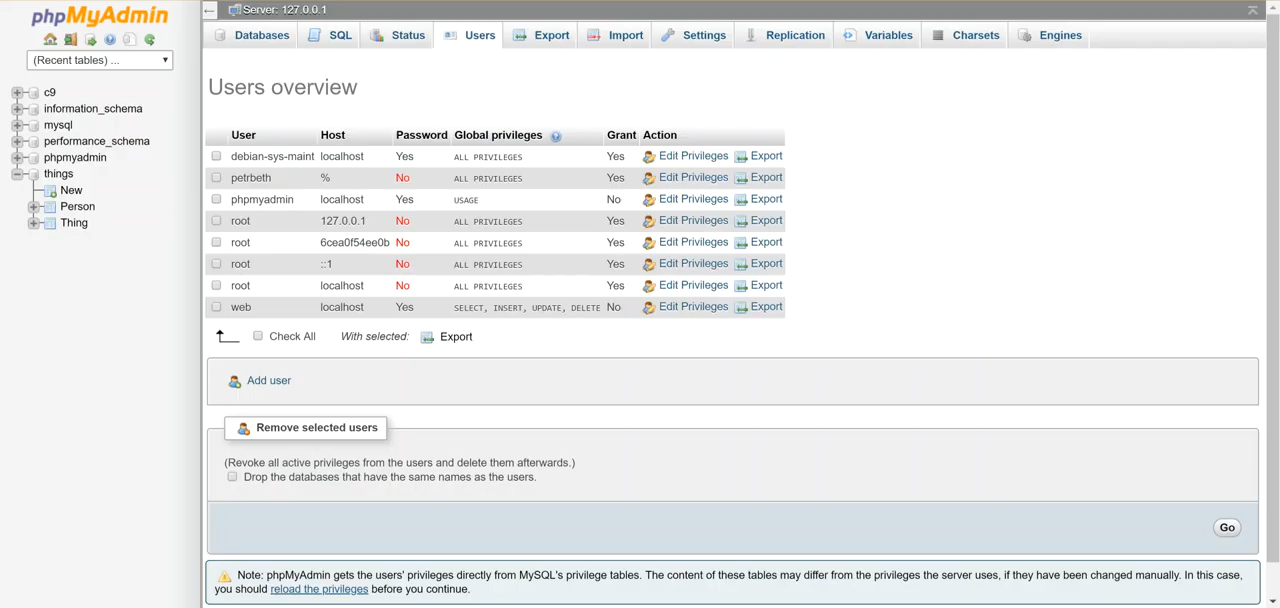 phpMyAdmin
(Recent tables) ...
c9
information_schema
mysql
performance_schema
phpmyadmin
things
New
Person
Thing
Server: 127.0.0.1
Databases SQL Status Users Export Import Settings Replication Variables Charsets Engines
Users overview
User Host Password Global privileges Grant Action
debian-sys-maint localhost Yes ALL PRIVILEGES Yes Edit Privileges Export
petrbeth % No ALL PRIVILEGES Yes Edit Privileges Export
phpmyadmin localhost Yes USAGE No Edit Privileges Export
root 127.0.0.1 No ALL PRIVILEGES Yes Edit Privileges Export
root 6cea0f54ee0b No ALL PRIVILEGES Yes Edit Privileges Export
root ::1 No ALL PRIVILEGES Yes Edit Privileges Export
root localhost No ALL PRIVILEGES Yes Edit Privileges Export
web localhost Yes SELECT, INSERT, UPDATE, DELETE No Edit Privileges Export
Check All With selected: Export
Add user
Remove selected users
(Revoke all active privileges from the users and delete them afterwards.)
Drop the databases that have the same names as the users.
Go
Note: phpMyAdmin gets the users' privileges directly from MySQL's privilege tables. The content of these tables may differ from the privileges the server uses, if they have been changed manually. In this case,
you should reload the privileges before you continue.